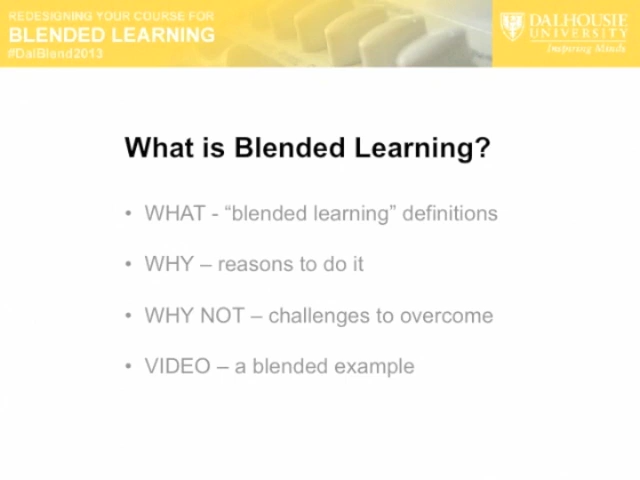 REDESIGNING YOUR COURSE FOR
BLENDED LEARNING
#DalBlend2013
DALHOUSIE
UNIVERSITY
Inspiring Minds
What is Blended Learning?
• WHAT - “blended learning” definitions
• WHY – reasons to do it
• WHY NOT – challenges to overcome
• VIDEO – a blended example